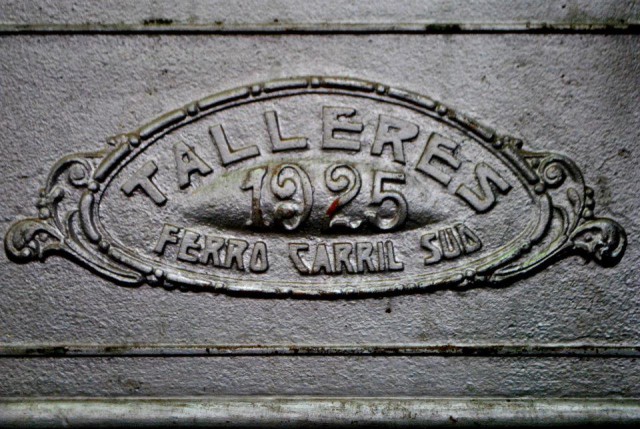 TALLERES
1925
FERRO CARRIL SUD